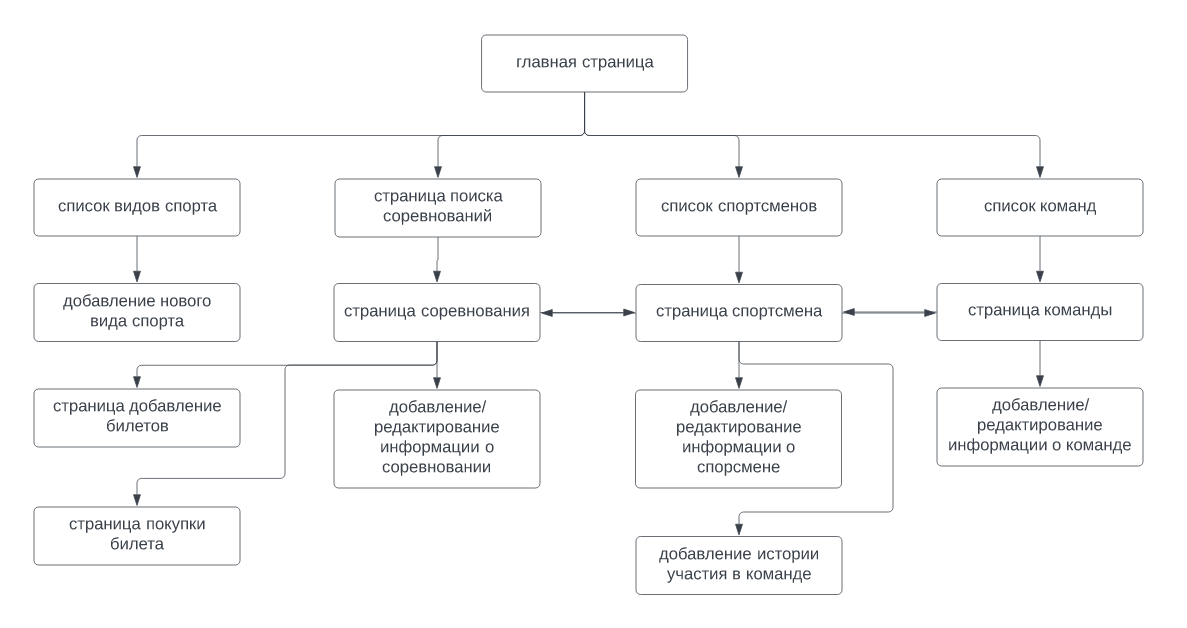 главная страница
список видов спорта
страница поиска
соревнований
список спортсменов
список команд
добавление нового
вида спорта
страница соревнования
страница спортсмена
страница команды
страница добавление
билетов
добавление/
редактирование
информации о
соревновании
добавление/
редактирование
информации о
спорсмене
добавление/
редактирование
информации о команде
страница покупки
билета
добавление истории
участия в команде